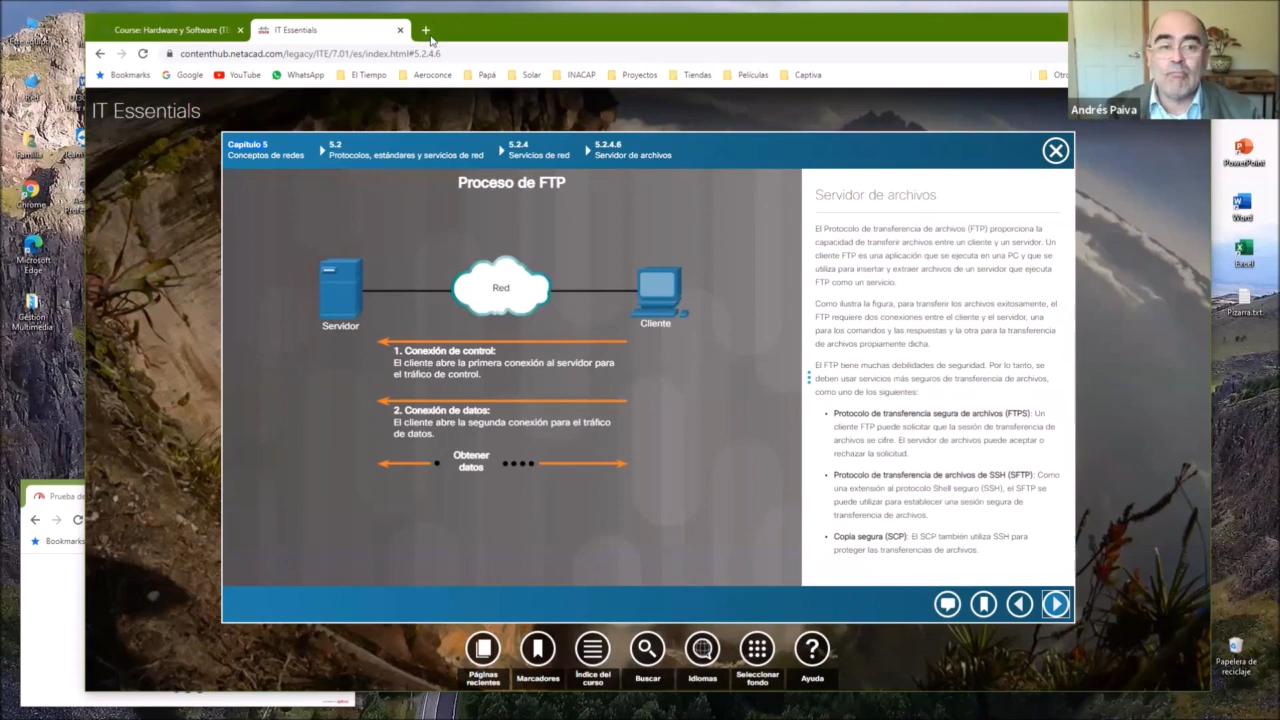 Course: Hardware y Software (TI
IT Essentials
contenthub.netacad.com/legacy/ITE/7.01/es/index.html#5.2.4.6
Bookmarks
Google
YouTube
WhatsApp
El Tiempo
Aeroconce
Papá
Solar
INACAP
Proyectos
Tiendas
Películas
Captiva
Otro
Andrés Paiva
IT Essentials
Capítulo 5
Conceptos de redes
5.2
Protocolos, estándares y servicios de red
5.2.4
Servicios de red
5.2.4.6
Servidor de archivos
Proceso de FTP
Servidor
Red
Cliente
1. Conexión de control:
El cliente abre la primera conexión al servidor para
el tráfico de control.
2. Conexión de datos:
El cliente abre la segunda conexión para el tráfico
de datos.
Obtener
datos
Servidor de archivos
El Protocolo de transferencia de archivos (FTP) proporciona la
capacidad de transferir archivos entre un cliente y un servidor. Un
cliente FTP es una aplicación que se ejecuta en una PC y que se
utiliza para insertar y extraer archivos de un servidor que ejecuta
FTP como un servicio.
Como ilustra la figura, para transferir los archivos exitosamente, el
FTP requiere dos conexiones entre el cliente y el servidor, una
para los comandos y las respuestas y la otra para la transferencia
de archivos propiamente dicha.
El FTP tiene muchas debilidades de seguridad. Por lo tanto, se
deben usar servicios más seguros de transferencia de archivos,
como uno de los siguientes:
Protocolo de transferencia segura de archivos (FTPS): Un
cliente FTP puede solicitar que la sesión de transferencia de
archivos se cifre. El servidor de archivos puede aceptar o
rechazar la solicitud.
Protocolo de transferencia de archivos de SSH (SFTP): Como
una extensión al protocolo Shell seguro (SSH), el SFTP se
puede utilizar para establecer una sesión segura de
transferencia de archivos.
Copia segura (SCP): El SCP también utiliza SSH para
proteger las transferencias de archivos.
Páginas
recientes
Marcadores
Índice del
curso
Buscar
Idiomas
Seleccionar
fondo
Ayuda
Red
Familia
Chrome
Microsoft
Edge
Gestión
Multimedia
Prueba de
Bookmarks
PowerPoint
Word
Excel
Pizarra.txt
Papelera de
reciclaje